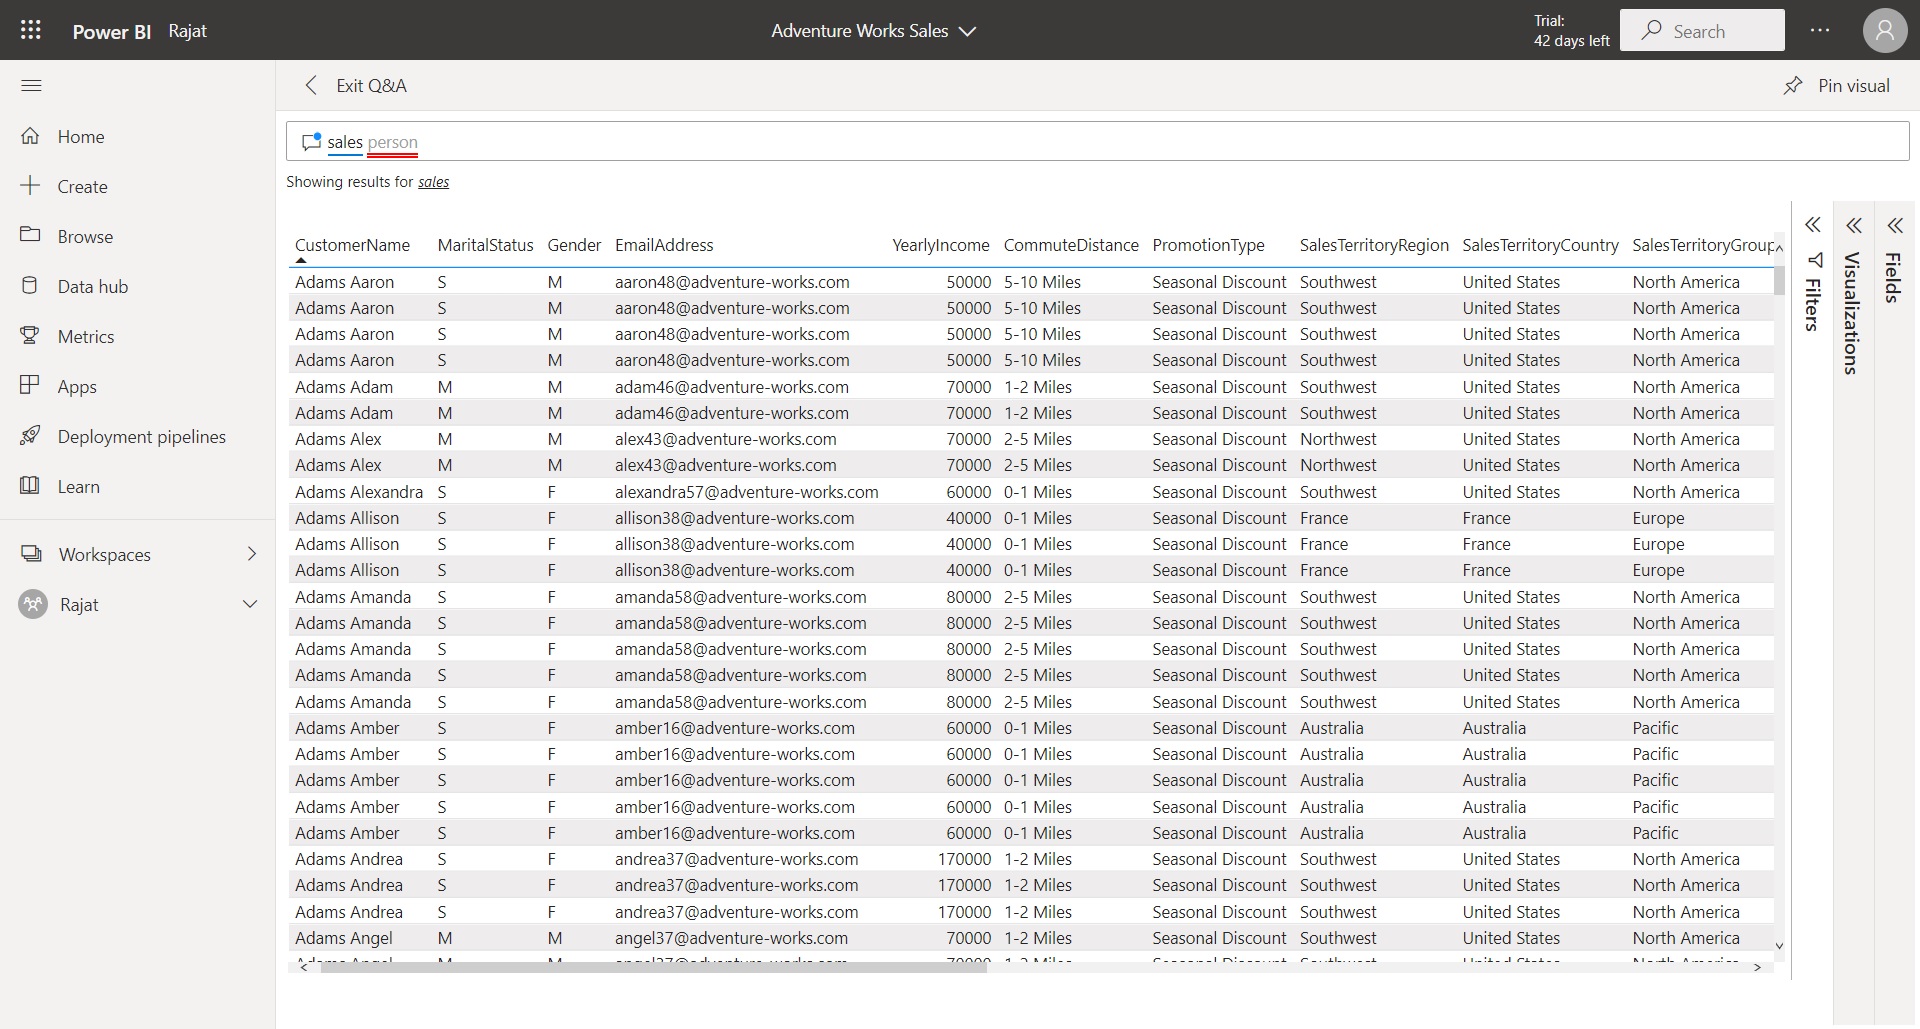 Power BI Rajat
Adventure Works Sales
Trial:
42 days left
Search
Home
Create
Browse
Data hub
Metrics
Apps
Deployment pipelines
Learn
Workspaces
Rajat
Exit Q&A
Pin visual
sales person
Showing results for sales
CustomerName MaritalStatus Gender EmailAddress YearlyIncome CommuteDistance PromotionType SalesTerritoryRegion SalesTerritoryCountry SalesTerritoryGroup
Adams Aaron S M aaron48@adventure-works.com 50000 5-10 Miles Seasonal Discount Southwest United States North America
Adams Aaron S M aaron48@adventure-works.com 50000 5-10 Miles Seasonal Discount Southwest United States North America
Adams Aaron S M aaron48@adventure-works.com 50000 5-10 Miles Seasonal Discount Southwest United States North America
Adams Aaron S M aaron48@adventure-works.com 50000 5-10 Miles Seasonal Discount Southwest United States North America
Adams Adam M M adam46@adventure-works.com 70000 1-2 Miles Seasonal Discount Southwest United States North America
Adams Adam M M adam46@adventure-works.com 70000 1-2 Miles Seasonal Discount Southwest United States North America
Adams Alex M M alex43@adventure-works.com 70000 2-5 Miles Seasonal Discount Northwest United States North America
Adams Alex M M alex43@adventure-works.com 70000 2-5 Miles Seasonal Discount Northwest United States North America
Adams Alexandra S F alexandra57@adventure-works.com 60000 0-1 Miles Seasonal Discount Southwest United States North America
Adams Allison S F allison38@adventure-works.com 40000 0-1 Miles Seasonal Discount France France Europe
Adams Allison S F allison38@adventure-works.com 40000 0-1 Miles Seasonal Discount France France Europe
Adams Allison S F allison38@adventure-works.com 40000 0-1 Miles Seasonal Discount France France Europe
Adams Amanda S F amanda58@adventure-works.com 80000 2-5 Miles Seasonal Discount Southwest United States North America
Adams Amanda S F amanda58@adventure-works.com 80000 2-5 Miles Seasonal Discount Southwest United States North America
Adams Amanda S F amanda58@adventure-works.com 80000 2-5 Miles Seasonal Discount Southwest United States North America
Adams Amanda S F amanda58@adventure-works.com 80000 2-5 Miles Seasonal Discount Southwest United States North America
Adams Amanda S F amanda58@adventure-works.com 80000 2-5 Miles Seasonal Discount Southwest United States North America
Adams Amber S F amber16@adventure-works.com 60000 0-1 Miles Seasonal Discount Australia Australia Pacific
Adams Amber S F amber16@adventure-works.com 60000 0-1 Miles Seasonal Discount Australia Australia Pacific
Adams Amber S F amber16@adventure-works.com 60000 0-1 Miles Seasonal Discount Australia Australia Pacific
Adams Amber S F amber16@adventure-works.com 60000 0-1 Miles Seasonal Discount Australia Australia Pacific
Adams Amber S F amber16@adventure-works.com 60000 0-1 Miles Seasonal Discount Australia Australia Pacific
Adams Andrea S F andrea37@adventure-works.com 170000 1-2 Miles Seasonal Discount Southwest United States North America
Adams Andrea S F andrea37@adventure-works.com 170000 1-2 Miles Seasonal Discount Southwest United States North America
Adams Andrea S F andrea37@adventure-works.com 170000 1-2 Miles Seasonal Discount Southwest United States North America
Adams Angel M M angel37@adventure-works.com 70000 1-2 Miles Seasonal Discount Southwest United States North America
Filters
Visualizations
Fields